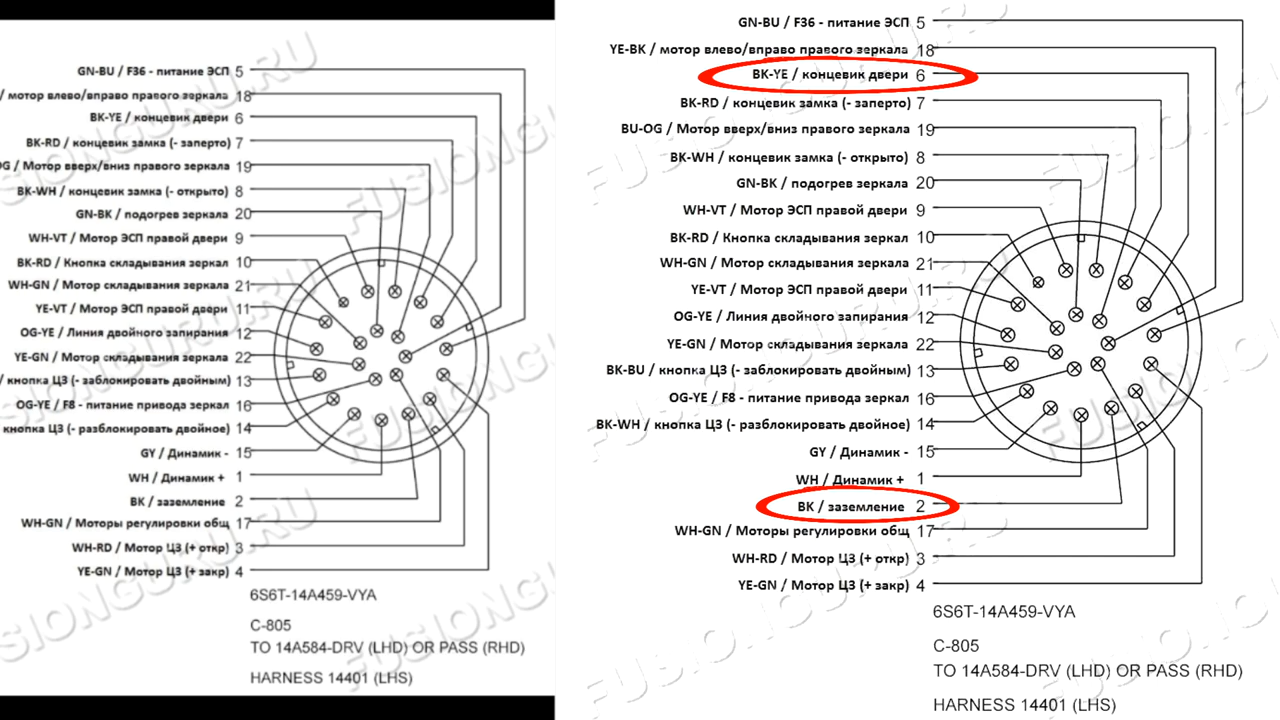 GN-BU / F36 - питание ЭСП 5
/ мотор влево/вправо правого зеркала 18
BK-YE / концевик двери 6
BK-RD / концевик замка (- заперто) 7
OG / Мотор вверх/вниз правого зеркала 19
BK-WH / концевик замка (- открыто) 8
GN-BK / подогрев зеркала 20
WH-VT / Мотор ЭСП правой двери 9
BK-RD / Кнопка складывания зеркал 10
WH-GN / Мотор складывания зеркала 21
YE-VT / Мотор ЭСП правой двери 11
OG-YE / Линия двойного запирания 12
YE-GN / Мотор складывания зеркала 22
/ кнопка ЦЗ (- заблокировать двойным) 13
OG-YE / F8 - питание привода зеркал 16
кнопка ЦЗ (- разблокировать двойное) 14
GY / Динамик - 15
WH / Динамик + 1
BK / заземление 2
WH-GN / Моторы регулировки общ 17
WH-RD / Мотор ЦЗ (+ откр) 3
YE-GN / Мотор ЦЗ (+ закр) 4
6S6T-14A459-VYA
C-805
TO 14A584-DRV (LHD) OR PASS (RHD)
HARNESS 14401 (LHS)
FUSIONGURU.RU
GN-BU / F36 - питание ЭСП 5
YE-BK / мотор влево/вправо правого зеркала 18
BK-YE / концевик двери 6
BK-RD / концевик замка (- заперто) 7
BU-OG / Мотор вверх/вниз правого зеркала 19
BK-WH / концевик замка (- открыто) 8
GN-BK / подогрев зеркала 20
WH-VT / Мотор ЭСП правой двери 9
BK-RD / Кнопка складывания зеркал 10
WH-GN / Мотор складывания зеркала 21
YE-VT / Мотор ЭСП правой двери 11
OG-YE / Линия двойного запирания 12
YE-GN / Мотор складывания зеркала 22
BK-BU / кнопка ЦЗ (- заблокировать двойным) 13
OG-YE / F8 - питание привода зеркал 16
BK-WH / кнопка ЦЗ (- разблокировать двойное) 14
GY / Динамик - 15
WH / Динамик + 1
BK / заземление 2
WH-GN / Моторы регулировки общ 17
WH-RD / Мотор ЦЗ (+ откр) 3
YE-GN / Мотор ЦЗ (+ закр) 4
6S6T-14A459-VYA
C-805
TO 14A584-DRV (LHD) OR PASS (RHD)
HARNESS 14401 (LHS)